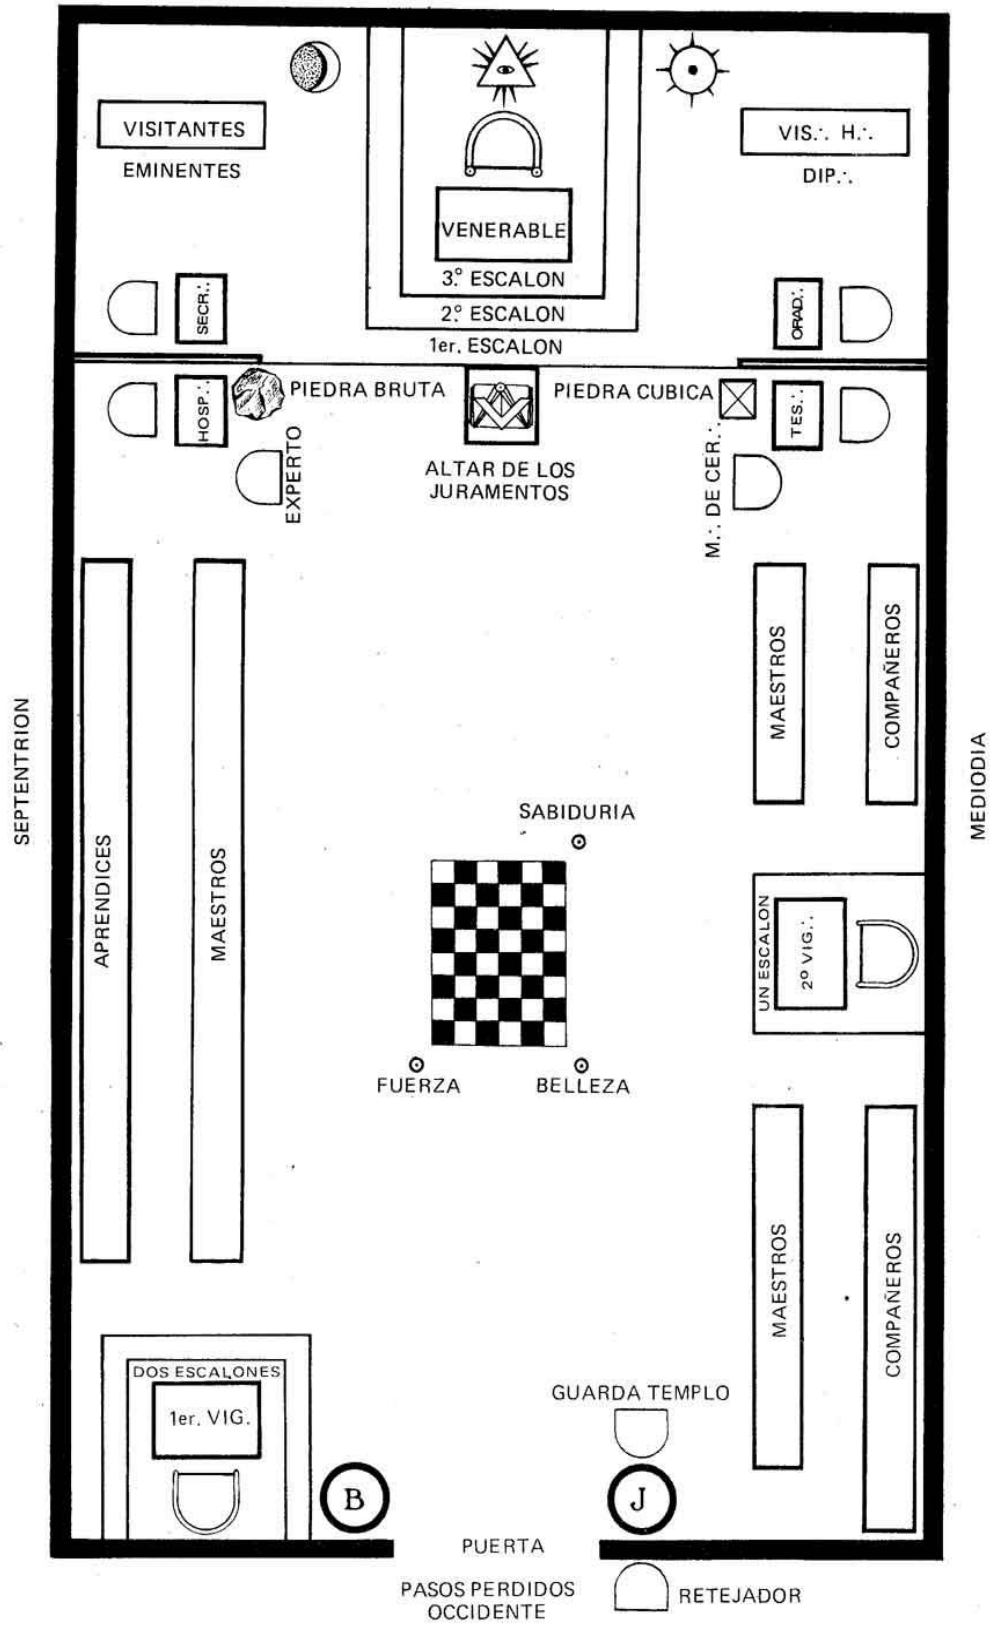 VISITANTES
EMINENTES
VIS.∴ H.∴
DIP.∴
VENERABLE
3º ESCALON
2º ESCALON
1er. ESCALON
SECR.∴
ORAD.∴
HOSP.∴
PIEDRA BRUTA
PIEDRA CUBICA
TES.∴
EXPERTO
ALTAR DE LOS
JURAMENTOS
M.∴ DE CER.∴
SEPTENTRION
APRENDICES
MAESTROS
MAESTROS
COMPAÑEROS
MEDIODIA
SABIDURIA
UN ESCALON
2º VIG.∴
FUERZA
BELLEZA
MAESTROS
COMPAÑEROS
DOS ESCALONES
1er. VIG.
GUARDA TEMPLO
B
J
PUERTA
PASOS PERDIDOS
OCCIDENTE
RETEJADOR